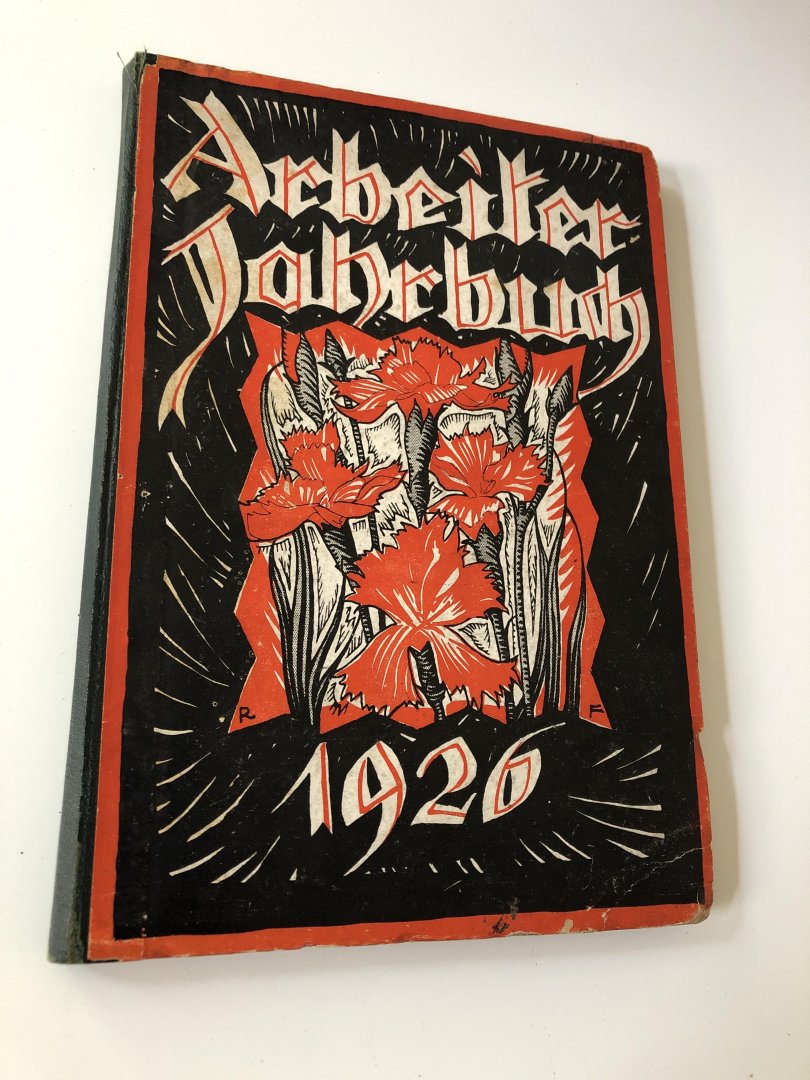 Arbeiter-
Jahrbuch
R F
1926